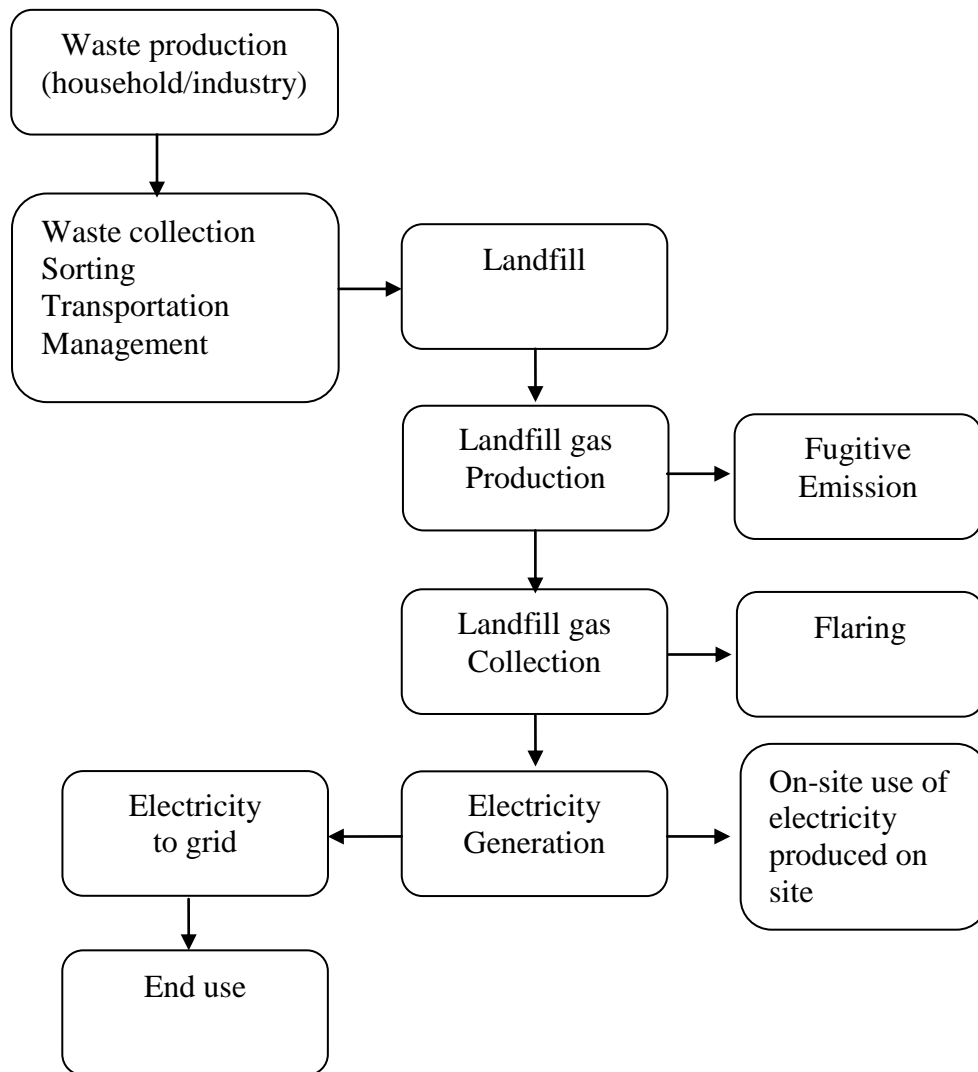 Waste production
(household/industry)
Waste collection
Sorting
Transportation
Management
Landfill
Landfill gas
Production
Fugitive
Emission
Landfill gas
Collection
Flaring
Electricity
to grid
Electricity
Generation
On-site use of
electricity
produced on
site
End use